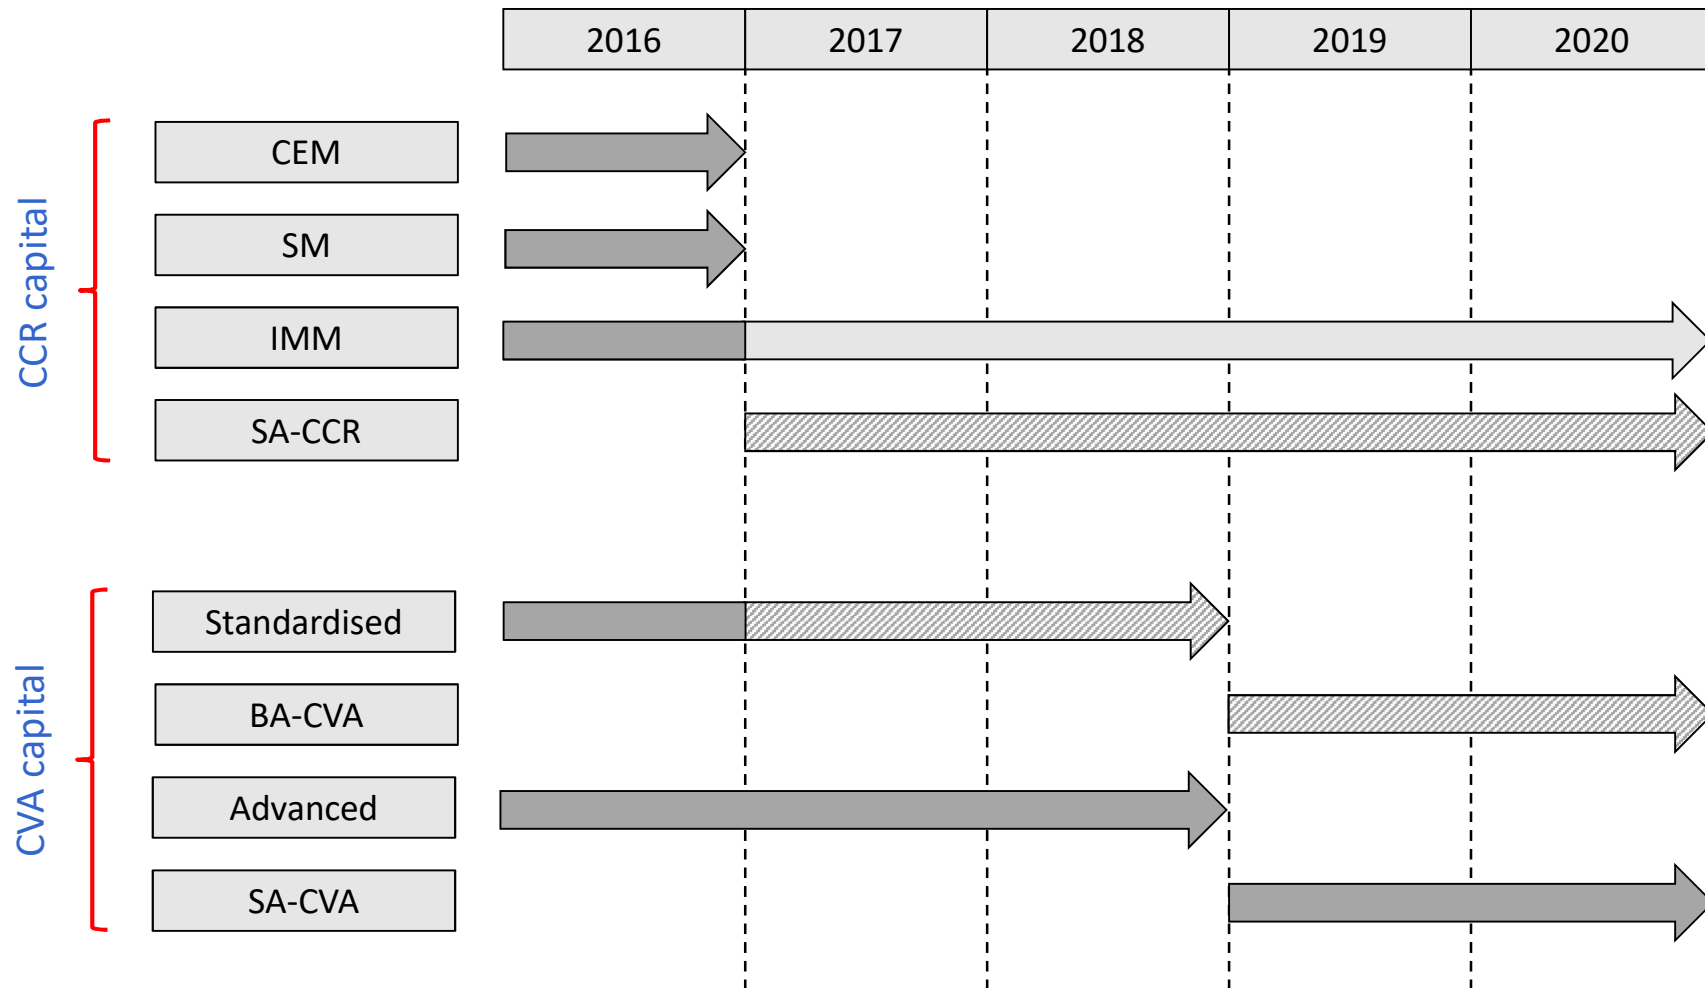 2016 2017 2018 2019 2020
CCR capital
CEM
SM
IMM
SA-CCR
CVA capital
Standardised
BA-CVA
Advanced
SA-CVA